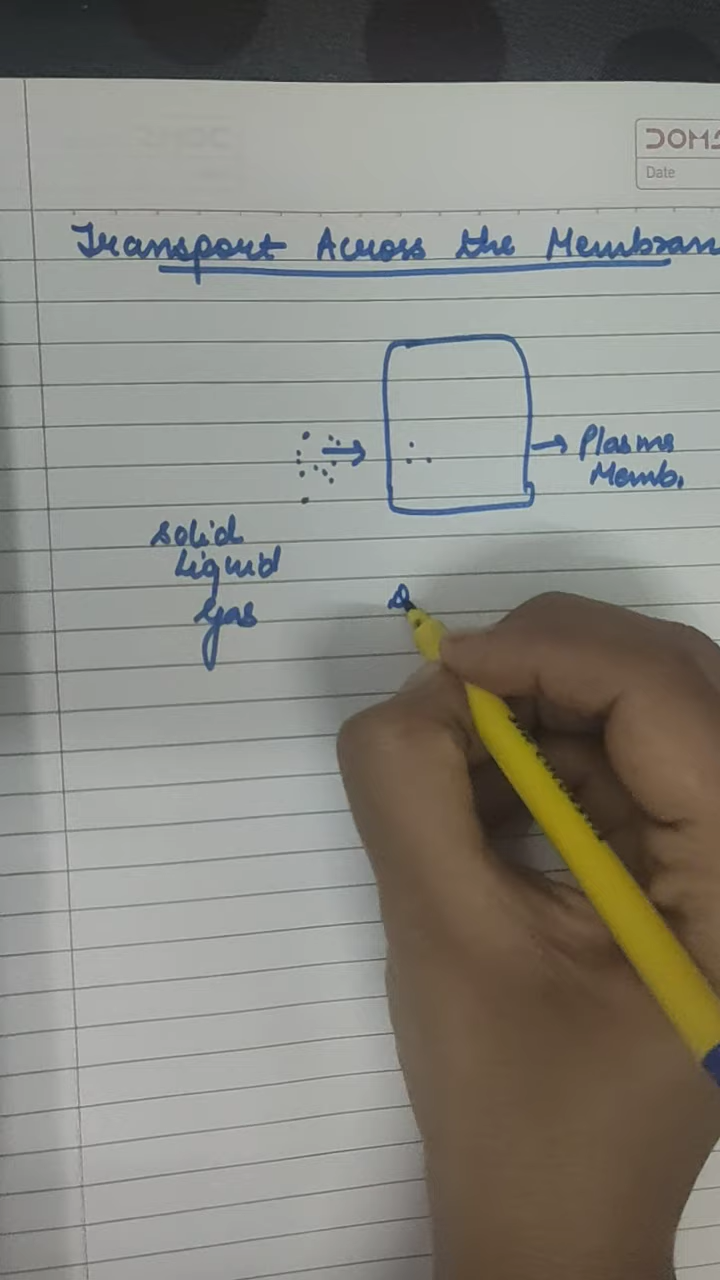 DOMS
Date
Transport Across the Membran
Plasma
Memb.
Solid
Liquid
Gas